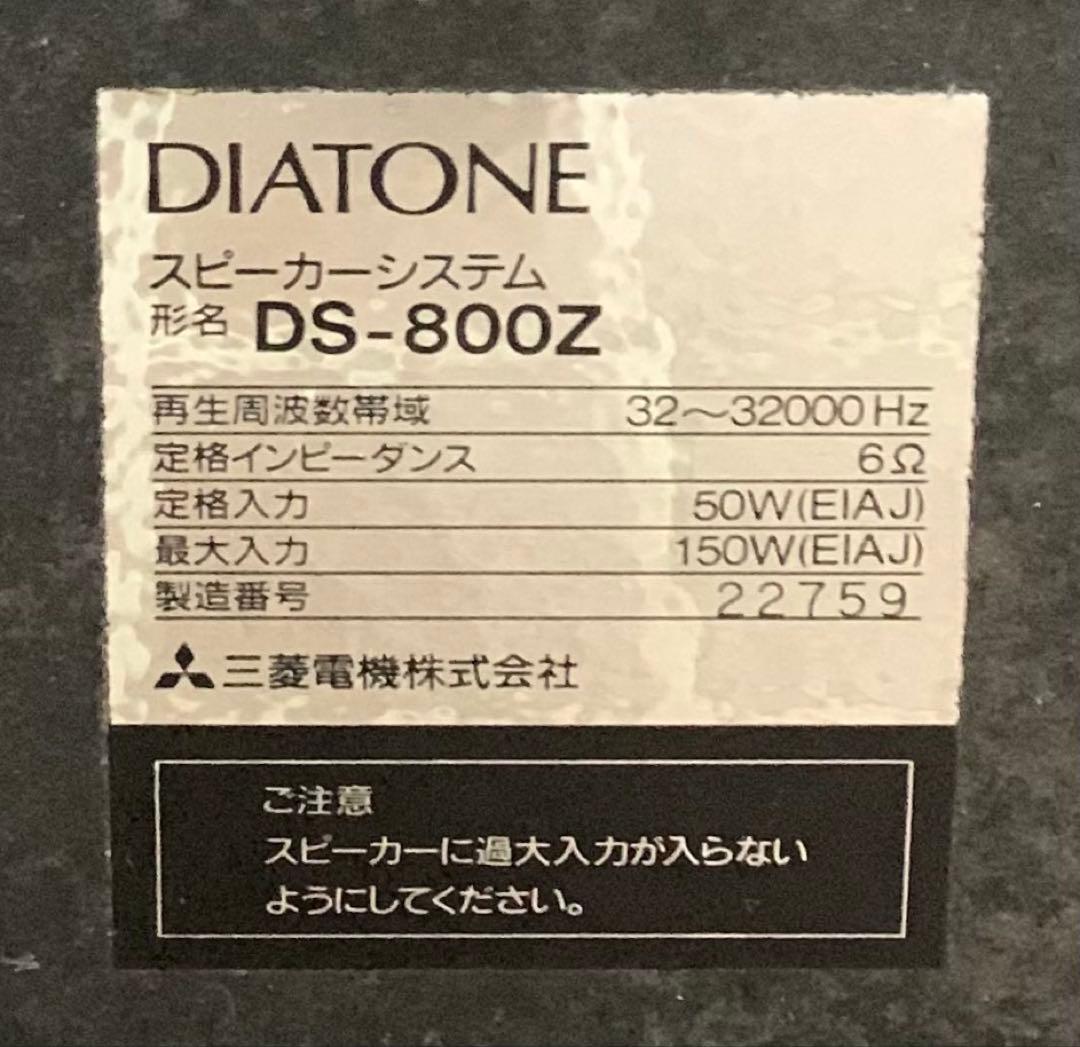 DIATONE
スピーカーシステム
形名 DS-800Z
再生周波数帯域 32～32000Hz
定格インピーダンス 6Ω
定格入力 50W(EIAJ)
最大入力 150W(EIAJ)
製造番号 22759
三菱電機株式会社
ご注意
スピーカーに過大入力が入らない
ようにしてください。